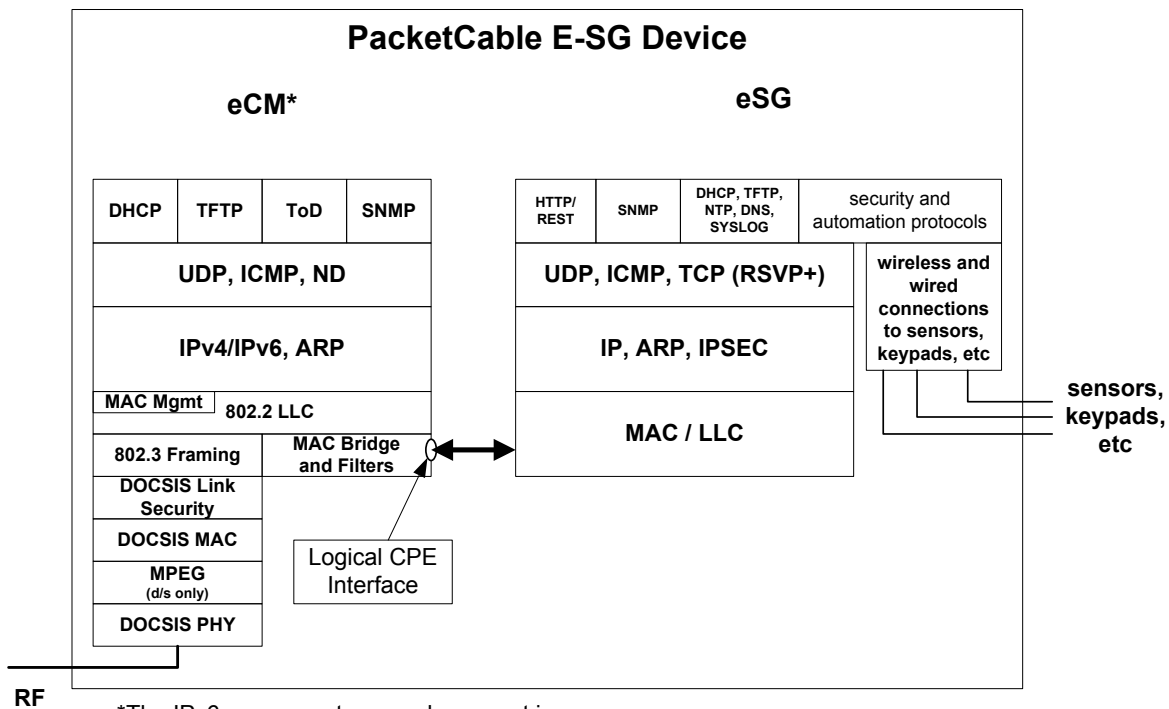 PacketCable E-SG Device
eCM*
eSG
DHCP
TFTP
ToD
SNMP
HTTP/
REST
SNMP
DHCP, TFTP,
NTP, DNS,
SYSLOG
security and
automation protocols
UDP, ICMP, ND
UDP, ICMP, TCP (RSVP+)
wireless and
wired
connections
to sensors,
keypads, etc
IPv4/IPv6, ARP
IP, ARP, IPSEC
MAC Mgmt
802.2 LLC
MAC / LLC
sensors,
keypads,
etc
802.3 Framing
MAC Bridge
and Filters
DOCSIS Link
Security
DOCSIS MAC
Logical CPE
Interface
MPEG
(d/s only)
DOCSIS PHY
RF